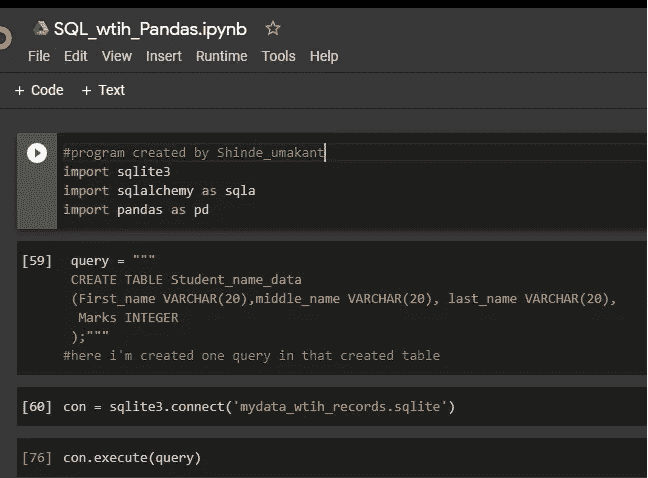 SQL_wtih_Pandas.ipynb
File Edit View Insert Runtime Tools Help
+ Code + Text
#program created by Shinde_umakant
import sqlite3
import sqlalchemy as sqla
import pandas as pd
[59] query = """
CREATE TABLE Student_name_data
(First_name VARCHAR(20),middle_name VARCHAR(20), last_name VARCHAR(20),
Marks INTEGER
);"""
#here i'm created one query in that created table
[60] con = sqlite3.connect('mydata_wtih_records.sqlite')
[76] con.execute(query)